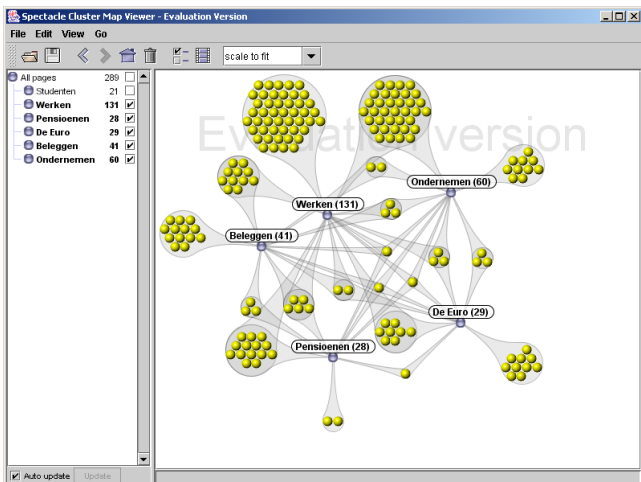 Spectacle Cluster Map Viewer - Evaluation Version
File Edit View Go
scale to fit
All pages 289
Studenten 21
Werken 131
Pensioenen 28
De Euro 29
Beleggen 41
Ondernemen 60
Evaluation version
Ondernemen (60)
Werken (131)
Beleggen (41)
De Euro (29)
Pensioenen (28)
Auto update Update